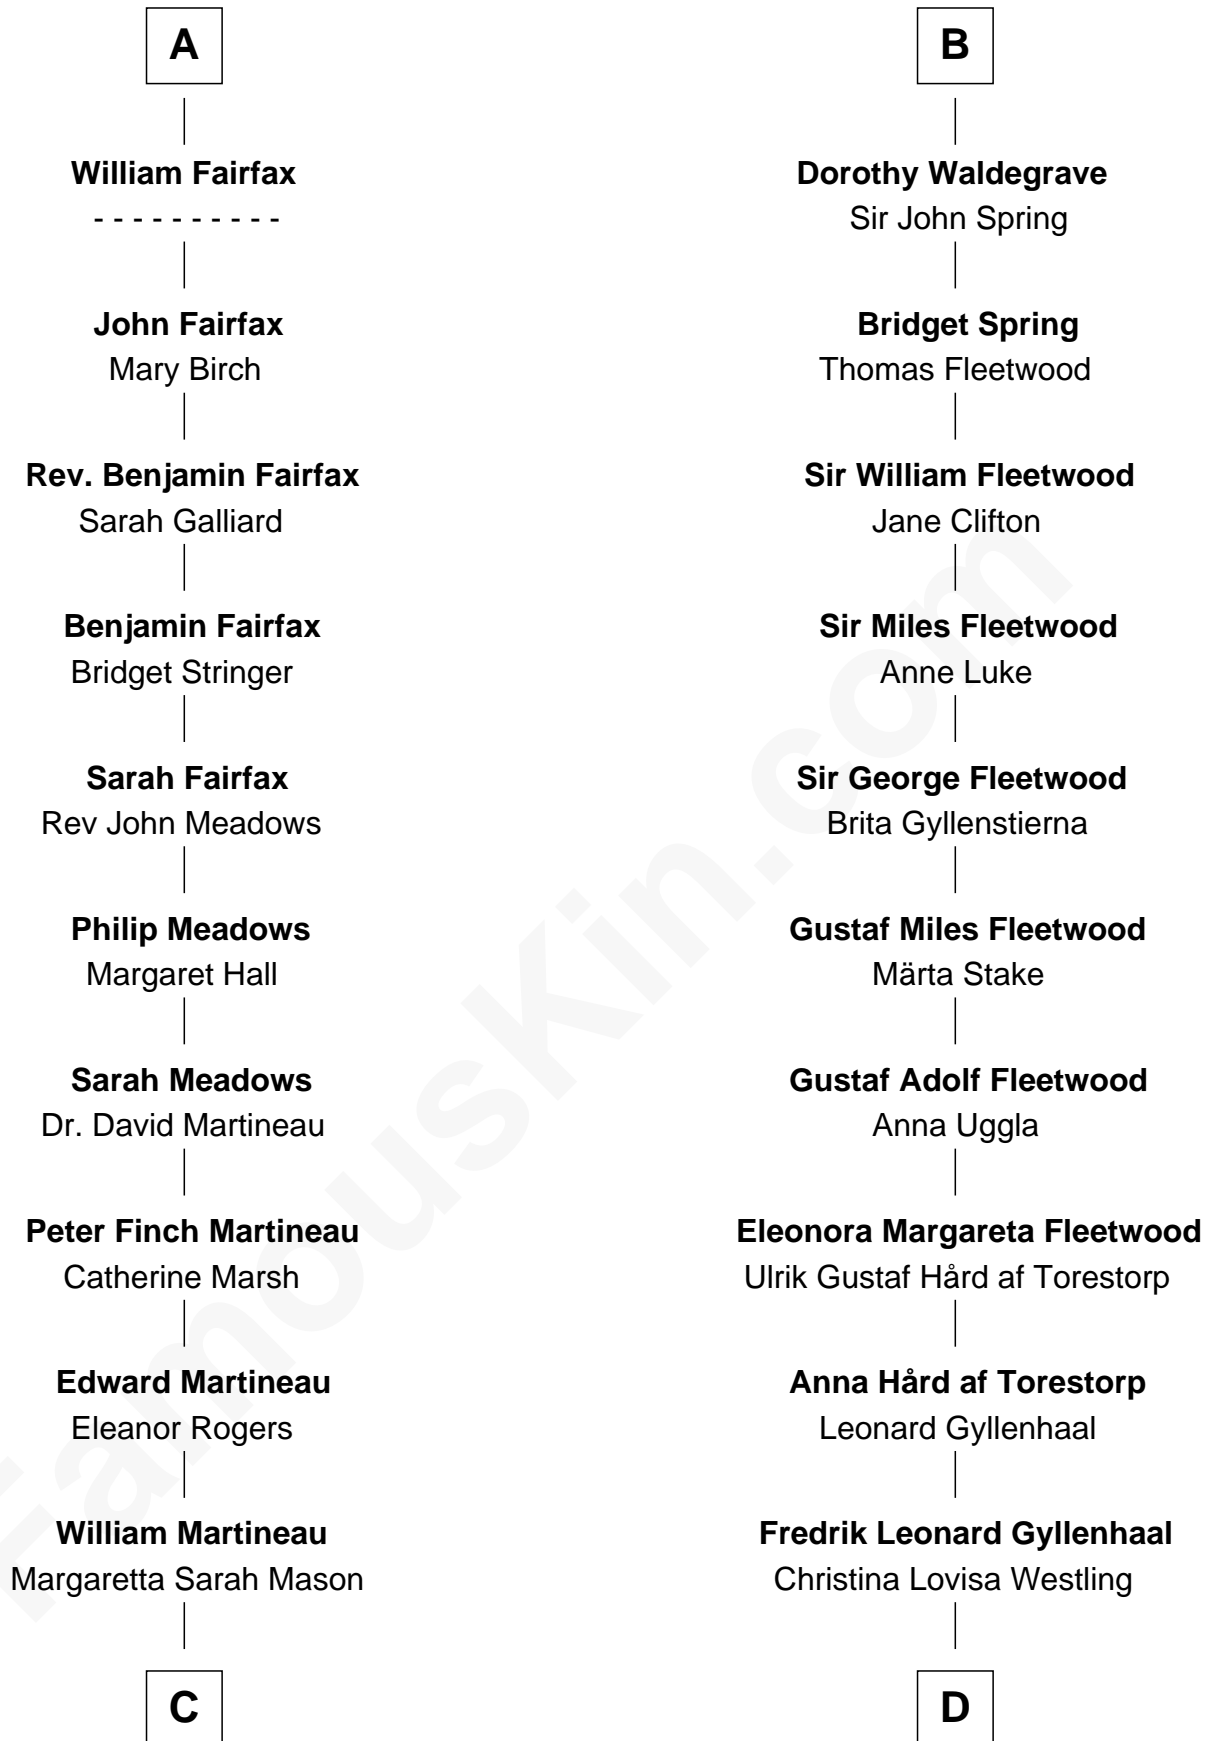 A
William Fairfax
- - - - - - - - - -
John Fairfax
Mary Birch
Rev. Benjamin Fairfax
Sarah Galliard
Benjamin Fairfax
Bridget Stringer
Sarah Fairfax
Rev John Meadows
Philip Meadows
Margaret Hall
Sarah Meadows
Dr. David Martineau
Peter Finch Martineau
Catherine Marsh
Edward Martineau
Eleanor Rogers
William Martineau
Margaretta Sarah Mason
C
B
Dorothy Waldegrave
Sir John Spring
Bridget Spring
Thomas Fleetwood
Sir William Fleetwood
Jane Clifton
Sir Miles Fleetwood
Anne Luke
Sir George Fleetwood
Brita Gyllenstierna
Gustaf Miles Fleetwood
Märta Stake
Gustaf Adolf Fleetwood
Anna Uggla
Eleonora Margareta Fleetwood
Ulrik Gustaf Hård af Torestorp
Anna Hård af Torestorp
Leonard Gyllenhaal
Fredrik Leonard Gyllenhaal
Christina Lovisa Westling
D
FamousKin.com